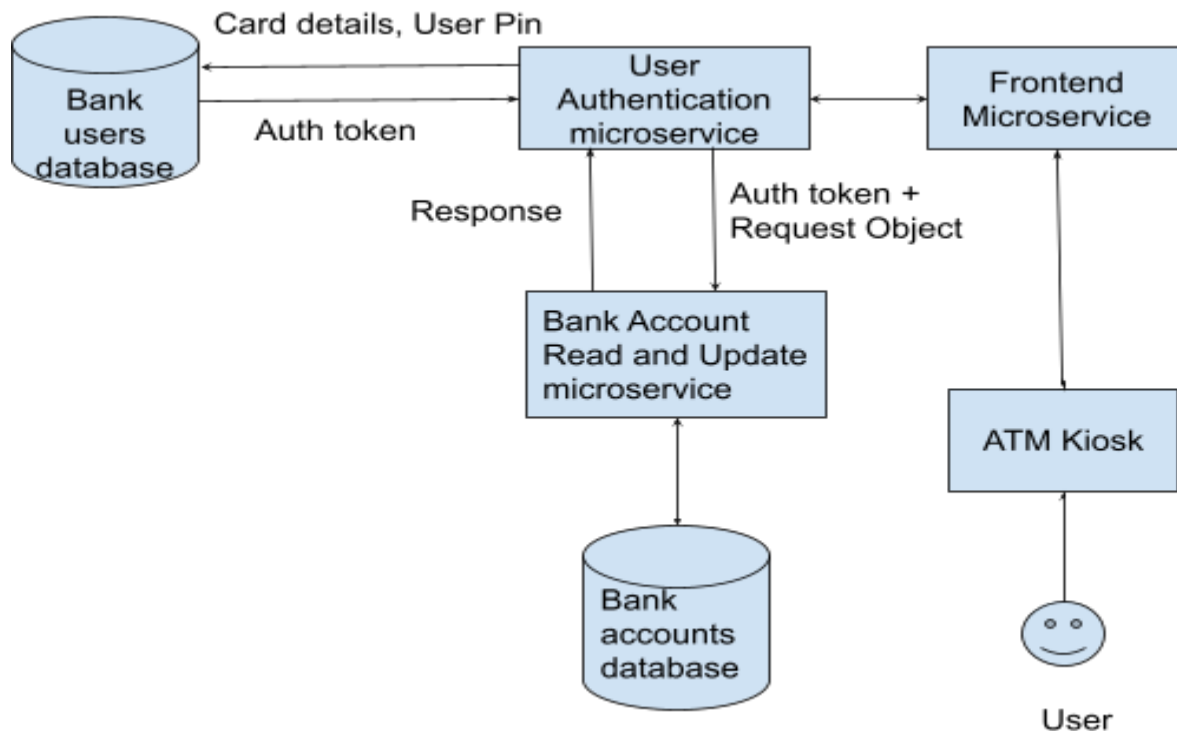 Card details, User Pin
Bank
users
database
Auth token
User
Authentication
microservice
Frontend
Microservice
Response
Auth token +
Request Object
Bank Account
Read and Update
microservice
ATM Kiosk
Bank
accounts
database
User